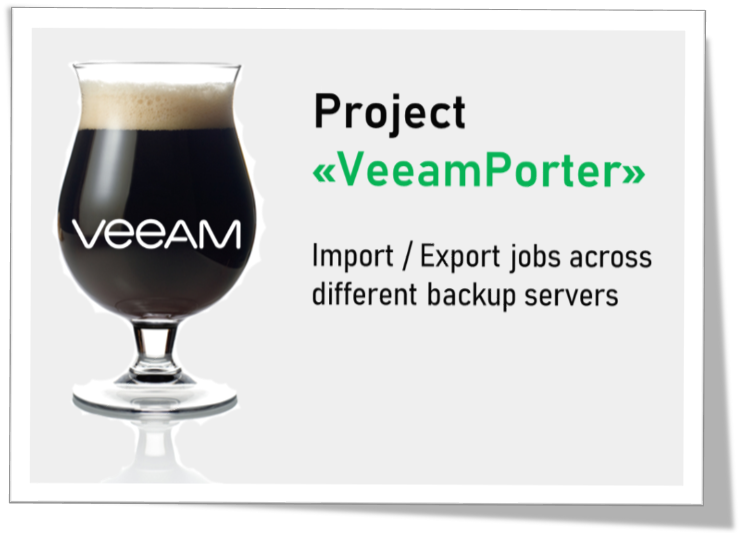 Project
«VeeamPorter»
veeAM
Import / Export jobs across
different backup servers